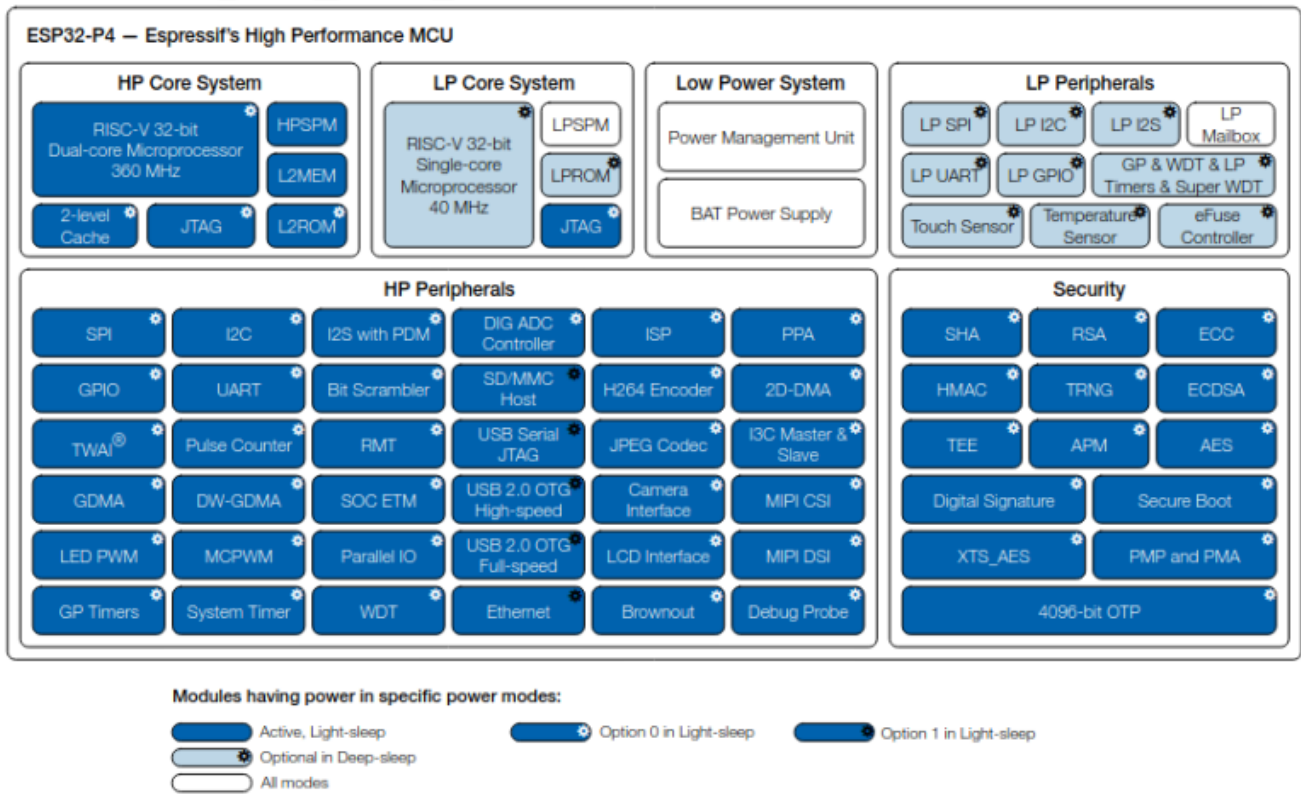 ESP32-P4 — Espressif's High Performance MCU
HP Core System
RISC-V 32-bit
Dual-core Microprocessor
360 MHz
HPSPM
L2MEM
2-level
Cache
JTAG
L2ROM
LP Core System
RISC-V 32-bit
Single-core
Microprocessor
40 MHz
LPSPM
LPROM
JTAG
Low Power System
Power Management Unit
BAT Power Supply
LP Peripherals
LP SPI
LP I2C
LP I2S
LP
Mailbox
LP UART
LP GPIO
GP & WDT & LP
Timers & Super WDT
Touch Sensor
Temperature
Sensor
eFuse
Controller
HP Peripherals
SPI
I2C
I2S with PDM
DIG ADC
Controller
ISP
PPA
GPIO
UART
Bit Scrambler
SD/MMC
Host
H264 Encoder
2D-DMA
TWAI®
Pulse Counter
RMT
USB Serial
JTAG
JPEG Codec
I3C Master &
Slave
GDMA
DW-GDMA
SOC ETM
USB 2.0 OTG
High-speed
Camera
Interface
MIPI CSI
LED PWM
MCPWM
Parallel IO
USB 2.0 OTG
Full-speed
LCD Interface
MIPI DSI
GP Timers
System Timer
WDT
Ethernet
Brownout
Debug Probe
Security
SHA
RSA
ECC
HMAC
TRNG
ECDSA
TEE
APM
AES
Digital Signature
Secure Boot
XTS_AES
PMP and PMA
4096-bit OTP
Modules having power in specific power modes:
Active, Light-sleep
Option 0 in Light-sleep
Option 1 in Light-sleep
Optional in Deep-sleep
All modes